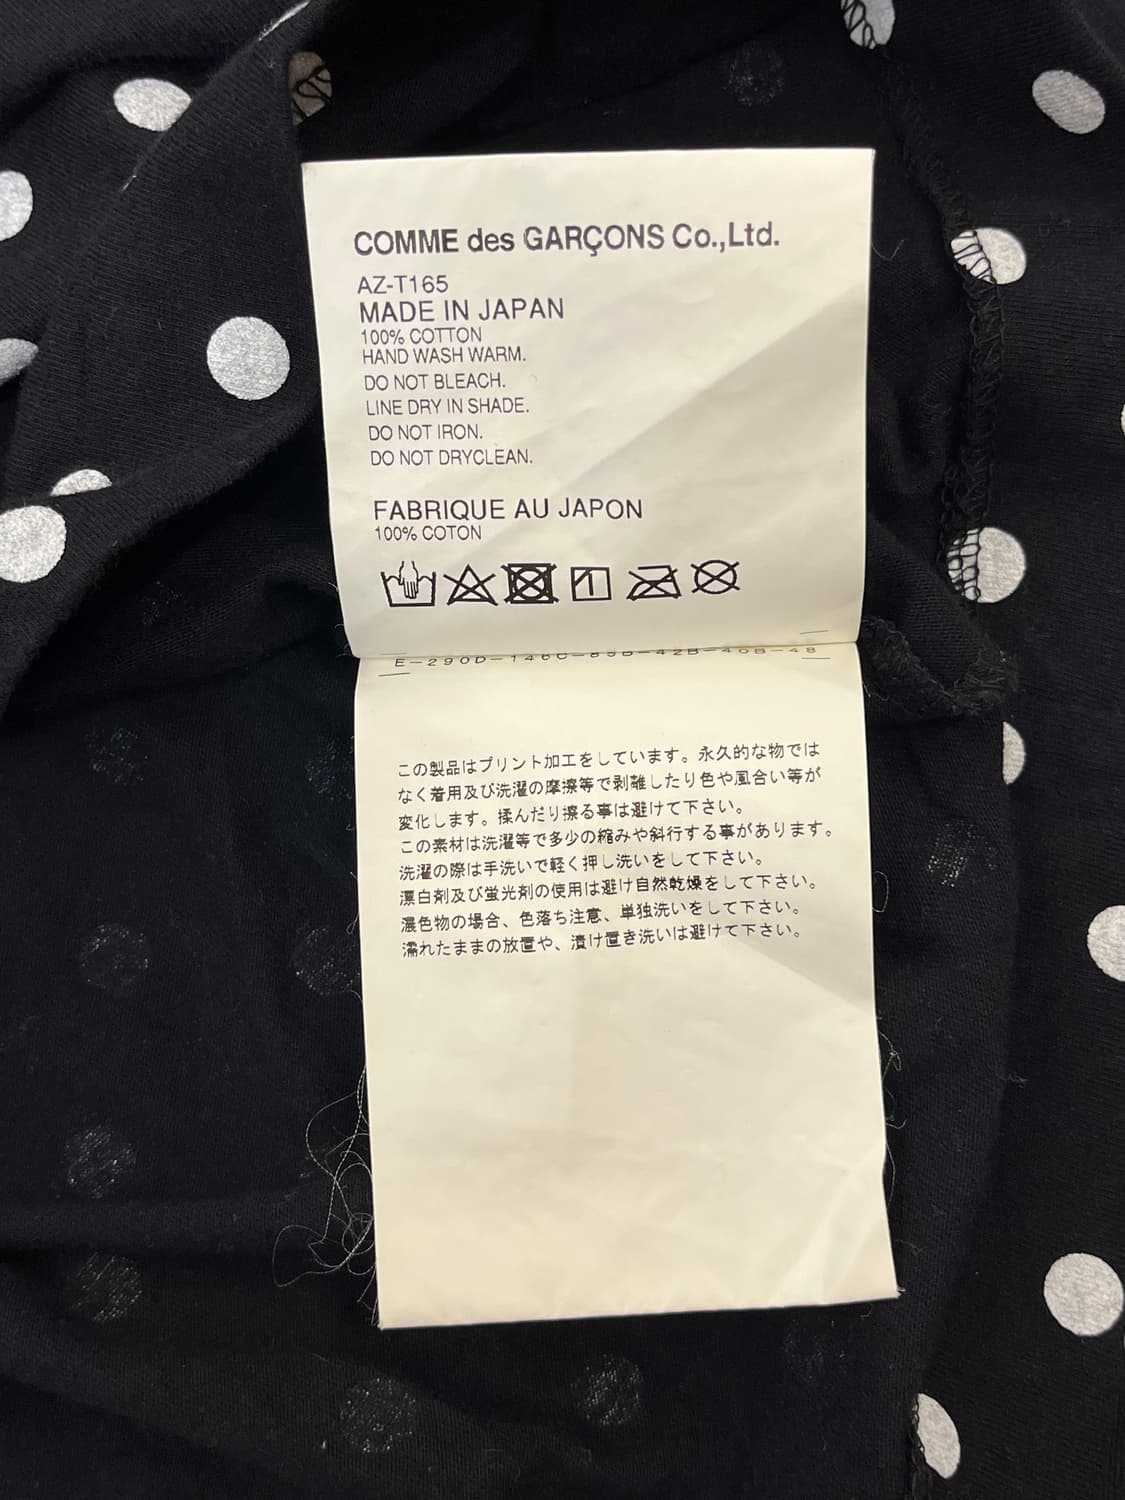 COMME des GARÇONS Co.,Ltd.
AZ-T165
MADE IN JAPAN
100% COTTON
HAND WASH WARM.
DO NOT BLEACH.
LINE DRY IN SHADE.
DO NOT IRON.
DO NOT DRYCLEAN.
FABRIQUE AU JAPON
100% COTON
この製品はプリント加工をしています。永久的な物では
なく着用及び洗濯の摩擦等で剥離したり色や風合い等が
変化します。揉んだり擦る事は避けて下さい。
この素材は洗濯等で多少の縮みや斜行する事があります。
洗濯の際は手洗いで軽く押し洗いをして下さい。
漂白剤及び蛍光剤の使用は避け自然乾燥をして下さい。
濃色物の場合、色落ち注意、単独洗いをして下さい。
濡れたままの放置や、漬け置き洗いは避けて下さい。